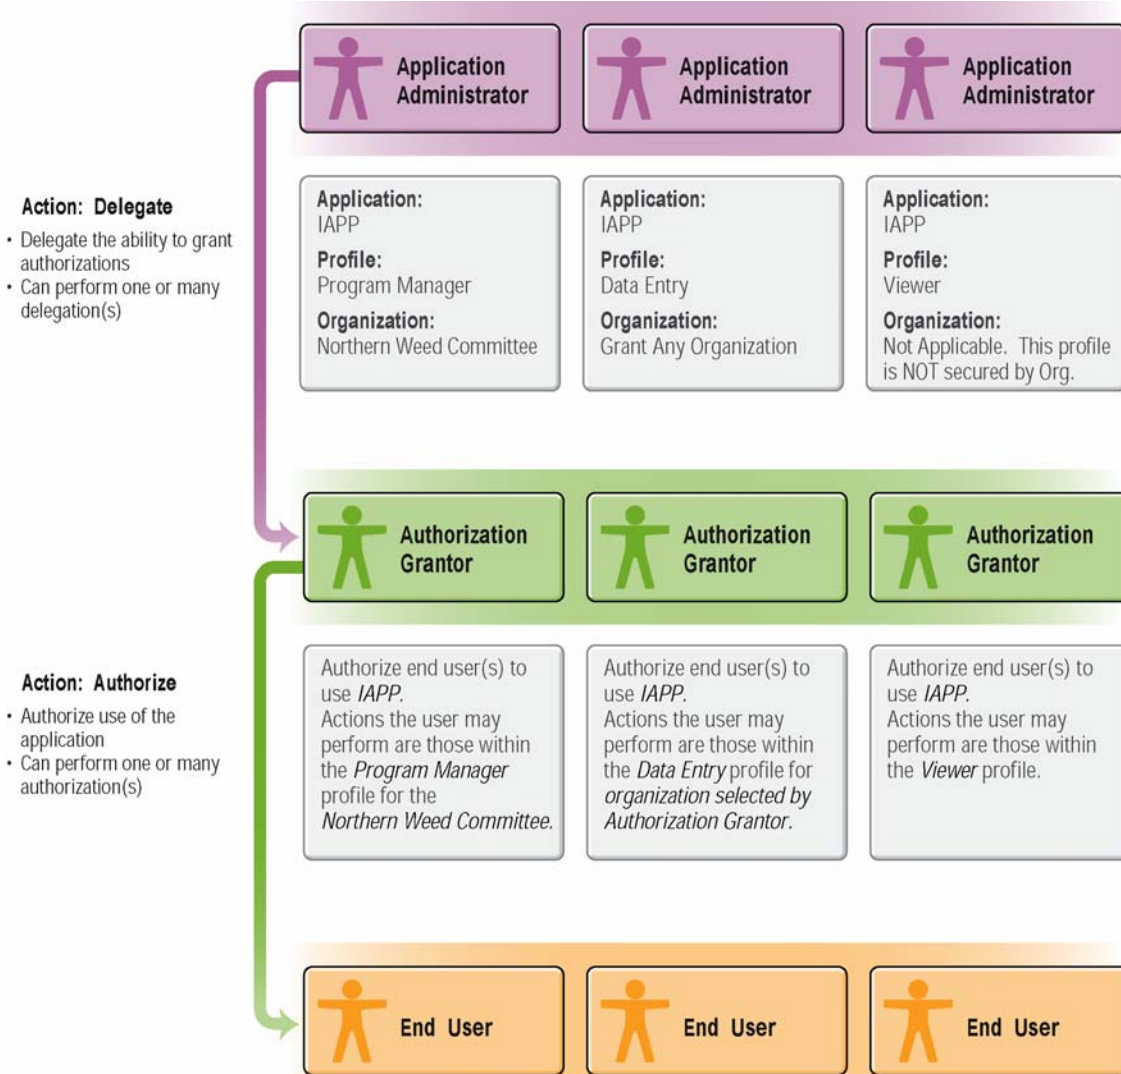 Application
Administrator
Application
Administrator
Application
Administrator
Action: Delegate
• Delegate the ability to grant
authorizations
• Can perform one or many
delegation(s)
Application:
IAPP
Profile:
Program Manager
Organization:
Northern Weed Committee
Application:
IAPP
Profile:
Data Entry
Organization:
Grant Any Organization
Application:
IAPP
Profile:
Viewer
Organization:
Not Applicable. This profile
is NOT secured by Org.
Authorization
Grantor
Authorization
Grantor
Authorization
Grantor
Action: Authorize
• Authorize use of the
application
• Can perform one or many
authorization(s)
Authorize end user(s) to
use IAPP.
Actions the user may
perform are those within
the Program Manager
profile for the
Northern Weed Committee.
Authorize end user(s) to
use IAPP.
Actions the user may
perform are those within
the Data Entry profile for
organization selected by
Authorization Grantor.
Authorize end user(s) to
use IAPP.
Actions the user may
perform are those within
the Viewer profile.
End User
End User
End User